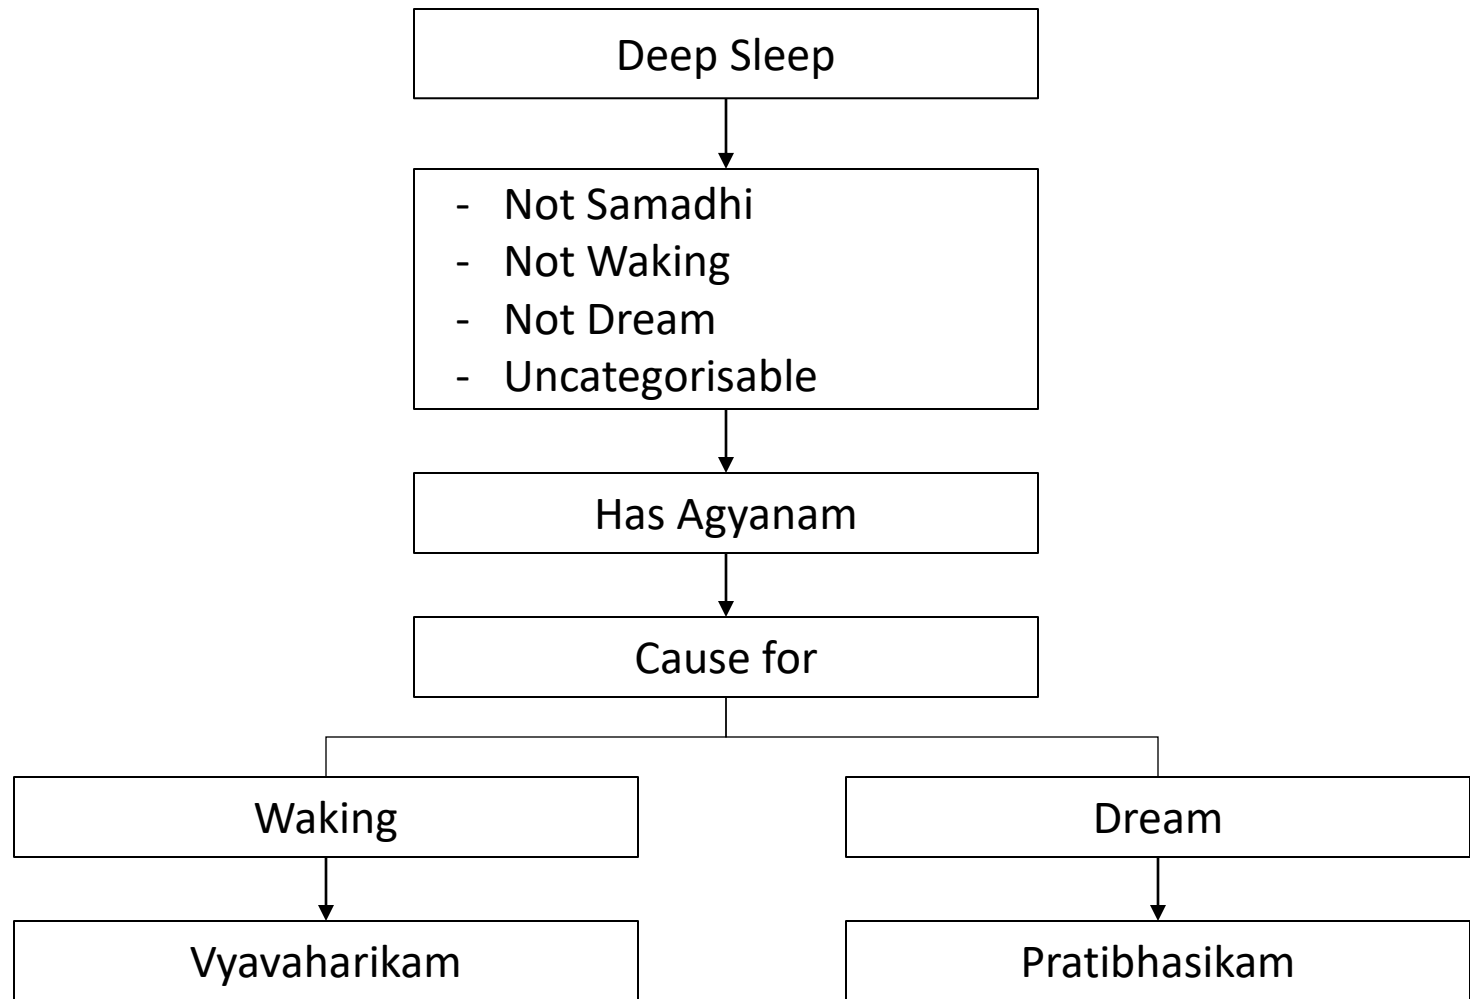 Deep Sleep
- Not Samadhi
- Not Waking
- Not Dream
- Uncategorisable
Has Agyanam
Cause for
Waking
Dream
Vyavaharikam
Pratibhasikam